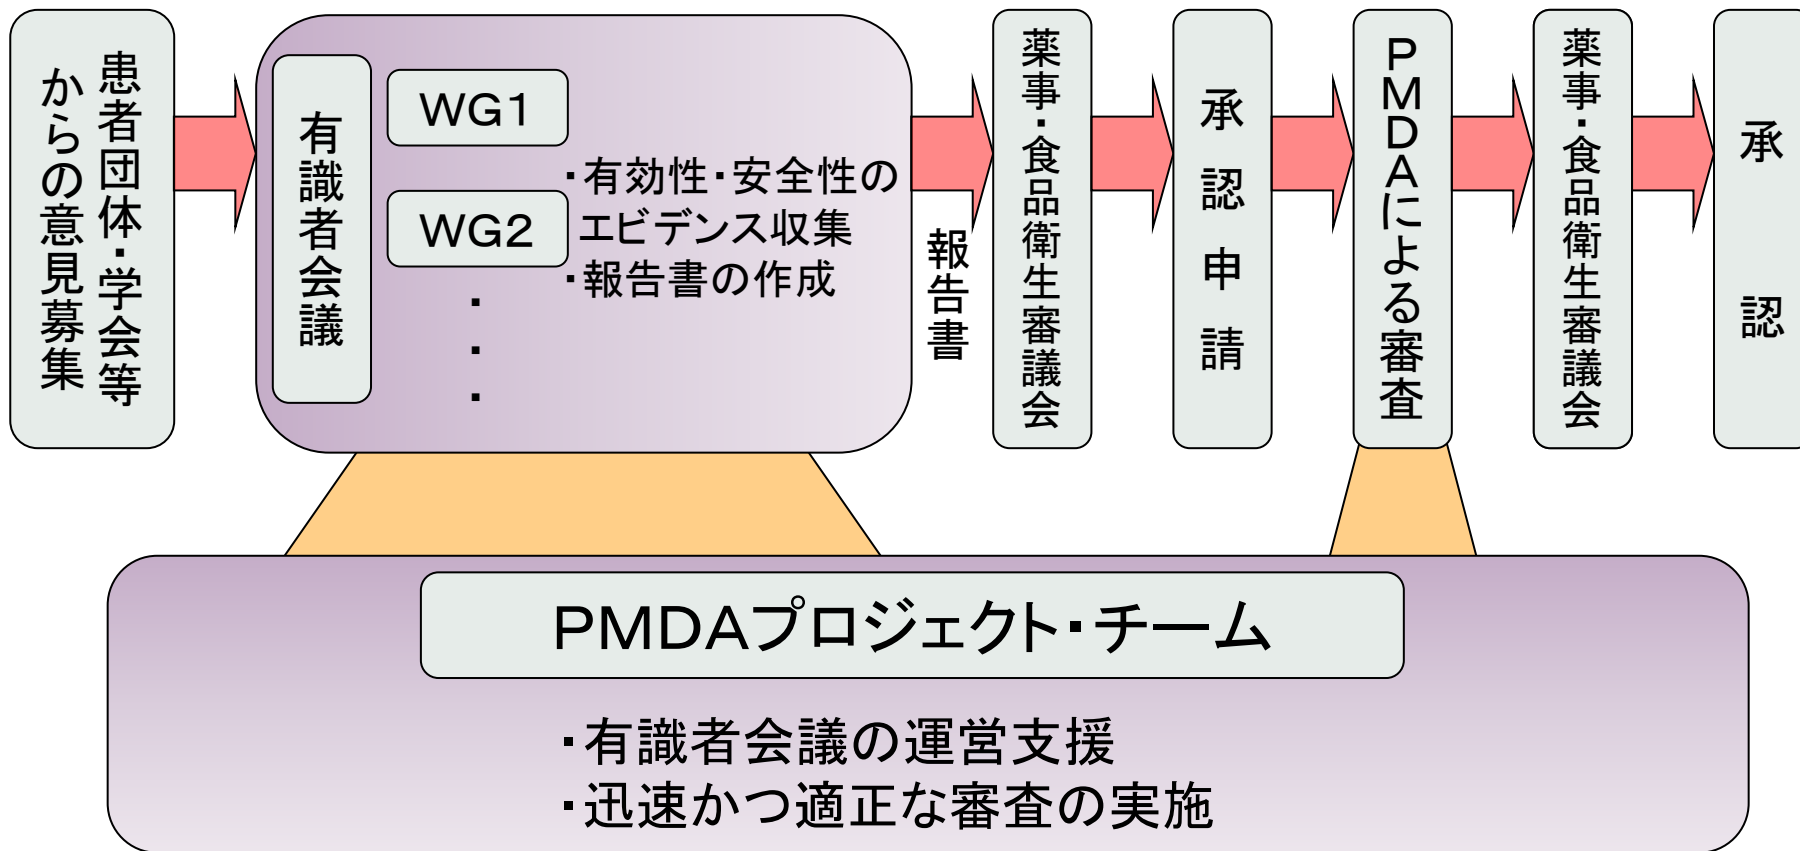 患者団体・学会等
からの意見募集
有識者会議
WG1
WG2
・
・
・
・有効性・安全性の
エビデンス収集
・報告書の作成
報告書
薬事・食品衛生審議会
承認申請
PMDAによる審査
薬事・食品衛生審議会
承認
PMDAプロジェクト・チーム
・有識者会議の運営支援
・迅速かつ適正な審査の実施